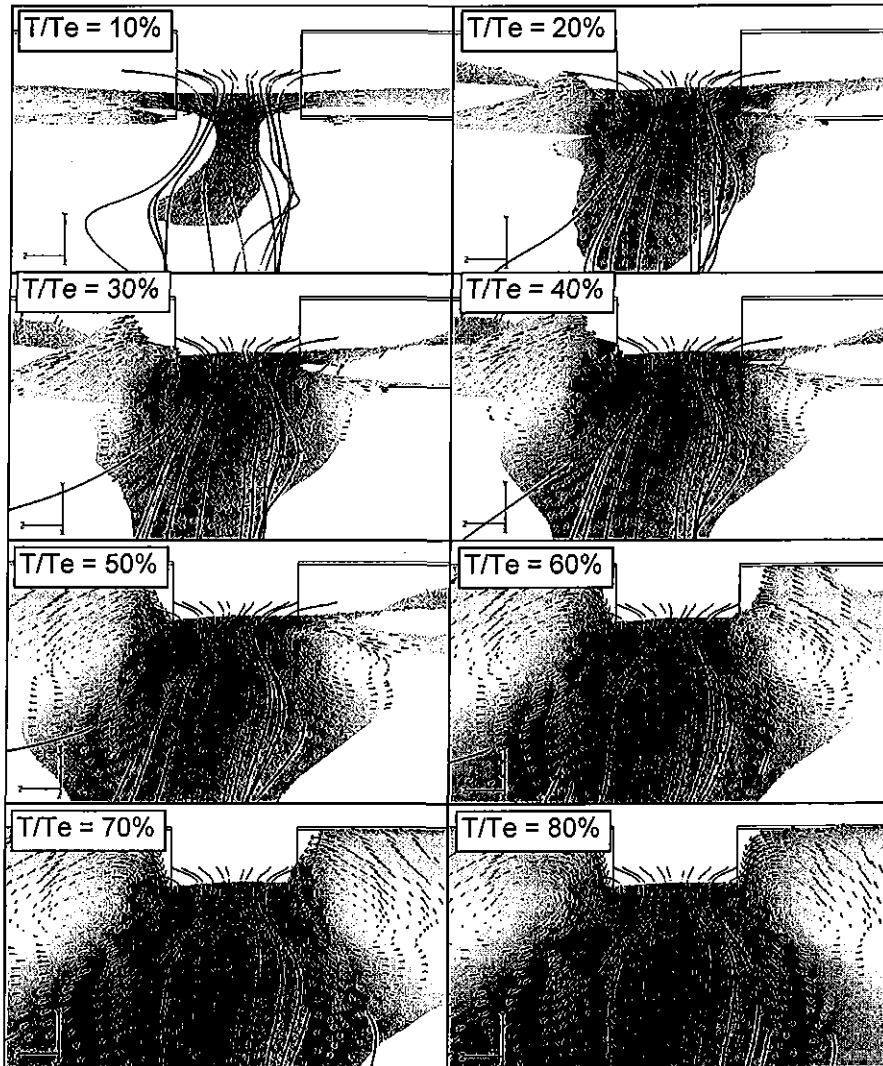 T/Te = 10%
T/Te = 20%
T/Te = 30%
T/Te = 40%
T/Te = 50%
T/Te = 60%
T/Te = 70%
T/Te = 80%